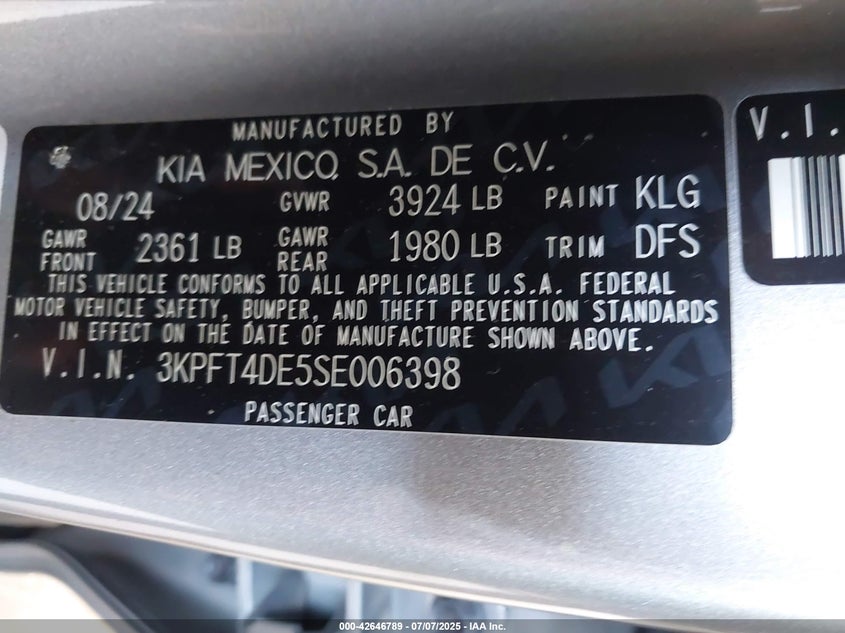 MANUFACTURED BY
KIA MEXICO, S.A. DE C.V.
08/24 GVWR 3924 LB PAINT KLG
GAWR FRONT 2361 LB GAWR REAR 1980 LB TRIM DFS
THIS VEHICLE CONFORMS TO ALL APPLICABLE U.S.A. FEDERAL
MOTOR VEHICLE SAFETY, BUMPER, AND THEFT PREVENTION STANDARDS
IN EFFECT ON THE DATE OF MANUFACTURE SHOWN ABOVE.
V.I.N. 3KPFT4DE5SE006398
PASSENGER CAR
V.I.
000-42646789 - 07/07/2025 - IAA Inc.